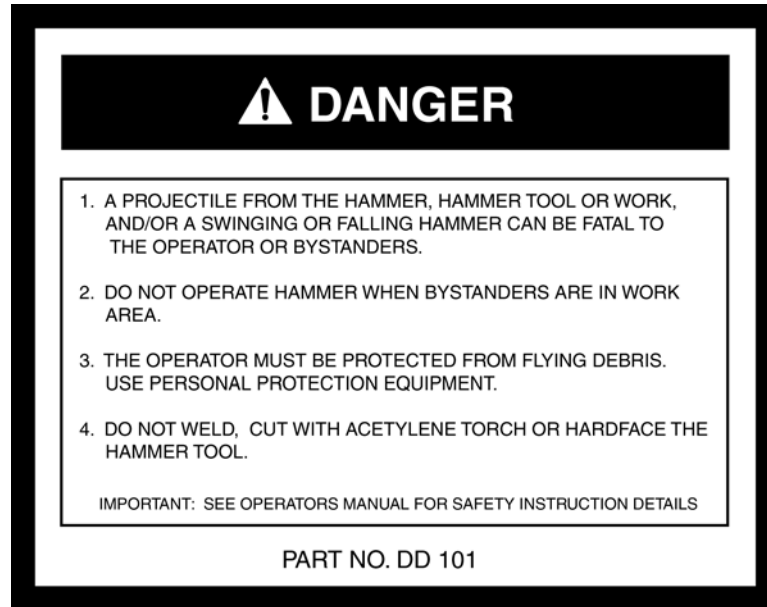 DANGER
1. A PROJECTILE FROM THE HAMMER, HAMMER TOOL OR WORK,
AND/OR A SWINGING OR FALLING HAMMER CAN BE FATAL TO
THE OPERATOR OR BYSTANDERS.
2. DO NOT OPERATE HAMMER WHEN BYSTANDERS ARE IN WORK
AREA.
3. THE OPERATOR MUST BE PROTECTED FROM FLYING DEBRIS.
USE PERSONAL PROTECTION EQUIPMENT.
4. DO NOT WELD, CUT WITH ACETYLENE TORCH OR HARDFACE THE
HAMMER TOOL.
IMPORTANT: SEE OPERATORS MANUAL FOR SAFETY INSTRUCTION DETAILS
PART NO. DD 101